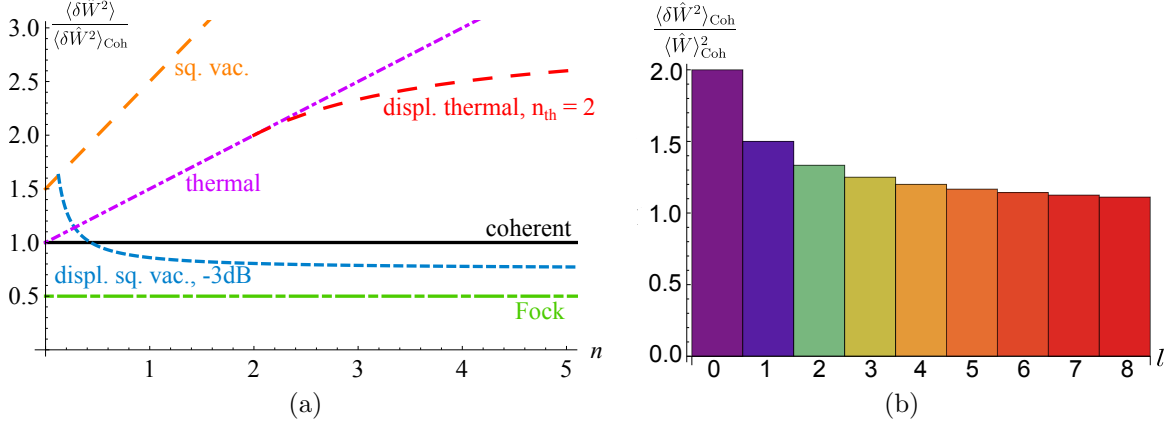 ⟨δŴ²⟩
⟨δŴ²⟩Coh
3.0
2.5
2.0
1.5
1.0
0.5
sq. vac.
displ. thermal, nth = 2
thermal
coherent
displ. sq. vac., -3dB
Fock
n
1 2 3 4 5
(a)
⟨δŴ²⟩Coh
⟨Ŵ⟩²Coh
2.0
1.5
1.0
0.5
0.0
l
0 1 2 3 4 5 6 7 8
(b)